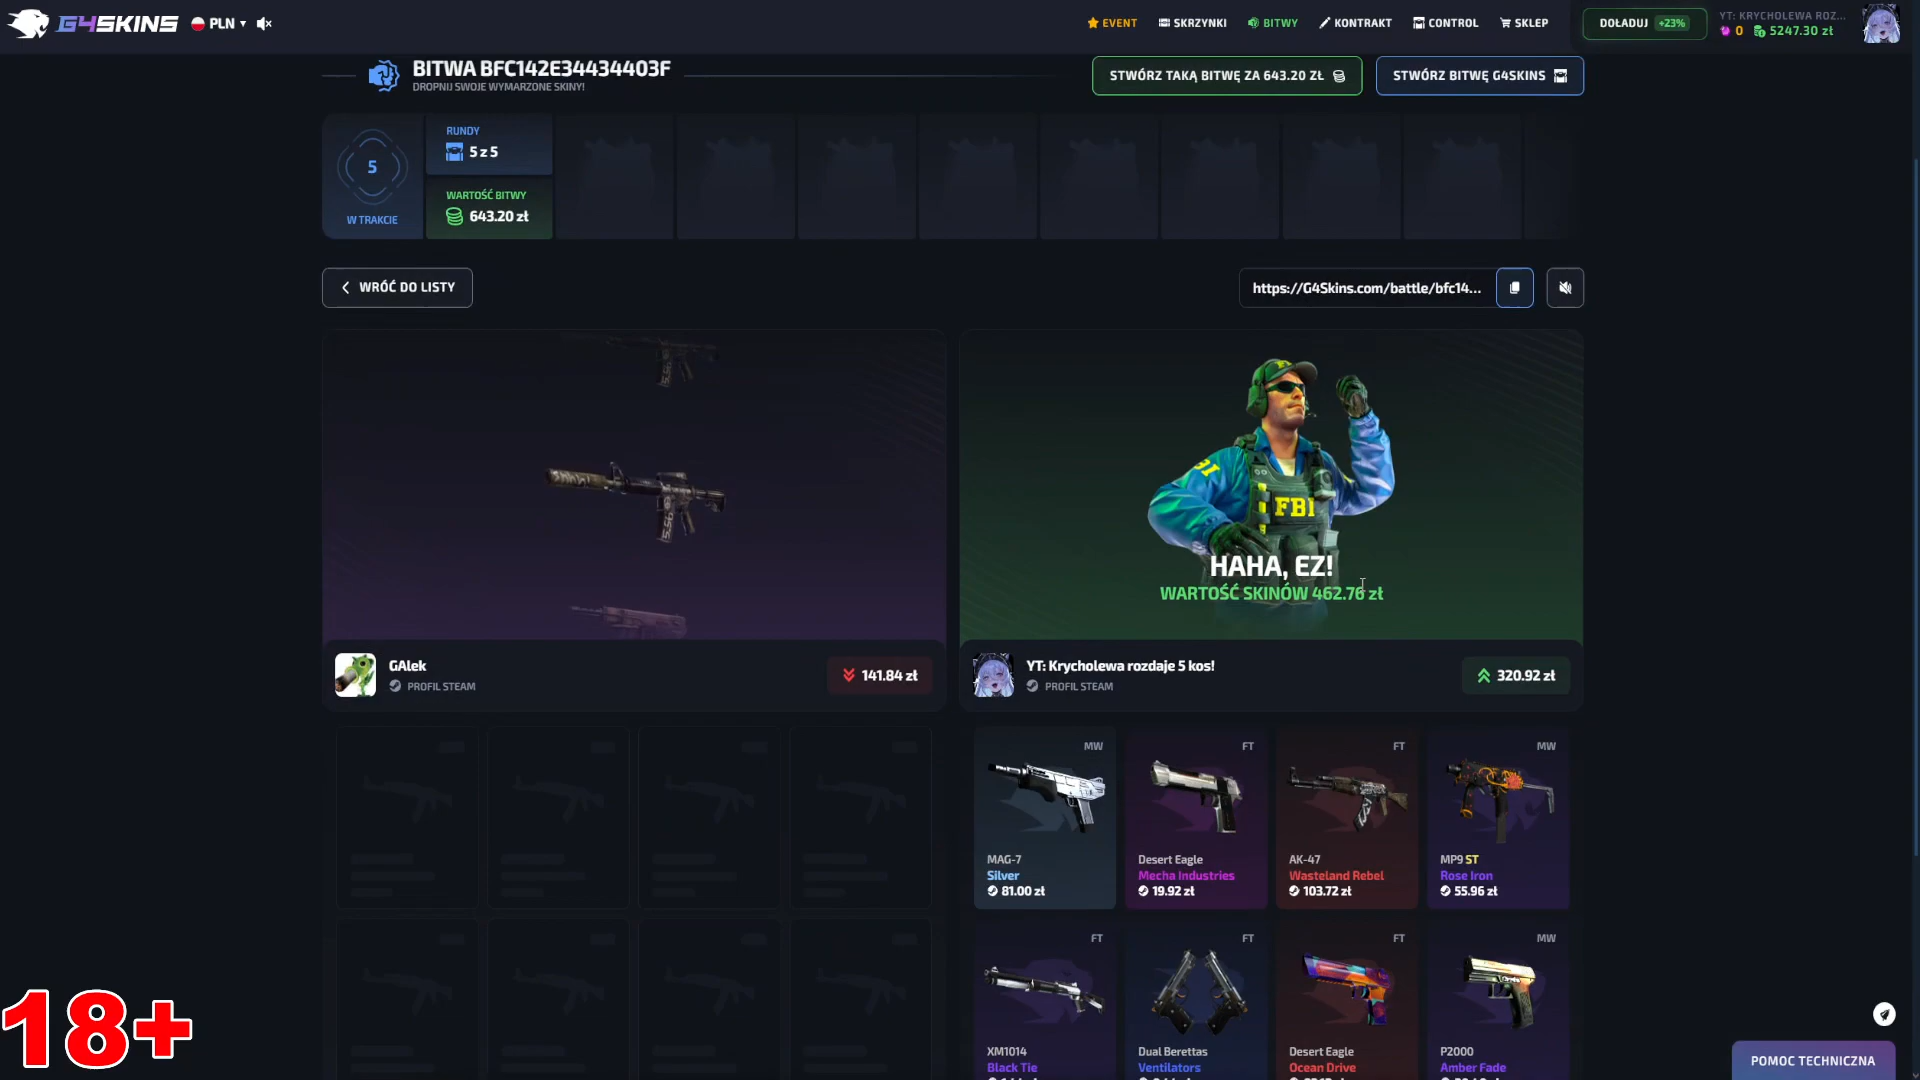 G4SKINS
PLN
EVENT
SKRZYNKI
BITWY
KONTRAKT
CONTROL
SKLEP
DOŁADUJ +23%
YT: KRYCHOLEWA ROZ...
0 5247.30 zł
BITWA BFC142E34434403F
DROPNIJ SWOJE WYMARZONE SKINY!
STWÓRZ TAKĄ BITWĘ ZA 643.20 ZŁ
STWÓRZ BITWĘ G4SKINS
5
W TRAKCIE
RUNDY
5 z 5
WARTOŚĆ BITWY
643.20 zł
WRÓĆ DO LISTY
https://G4Skins.com/battle/bfc14...
FBI
HAHA, EZ!
WARTOŚĆ SKINÓW 462.76 zł
GAlek
PROFIL STEAM
141.84 zł
YT: Krycholewa rozdaje 5 kos!
PROFIL STEAM
320.92 zł
MW
MAG-7
Silver
81.00 zł
FT
Desert Eagle
Mecha Industries
19.92 zł
FT
AK-47
Wasteland Rebel
103.72 zł
MW
MP9 ST
Rose Iron
55.96 zł
FT
XM1014
Black Tie
FT
Dual Berettas
Ventilators
FT
Desert Eagle
Ocean Drive
MW
P2000
Amber Fade
18+
POMOC TECHNICZNA